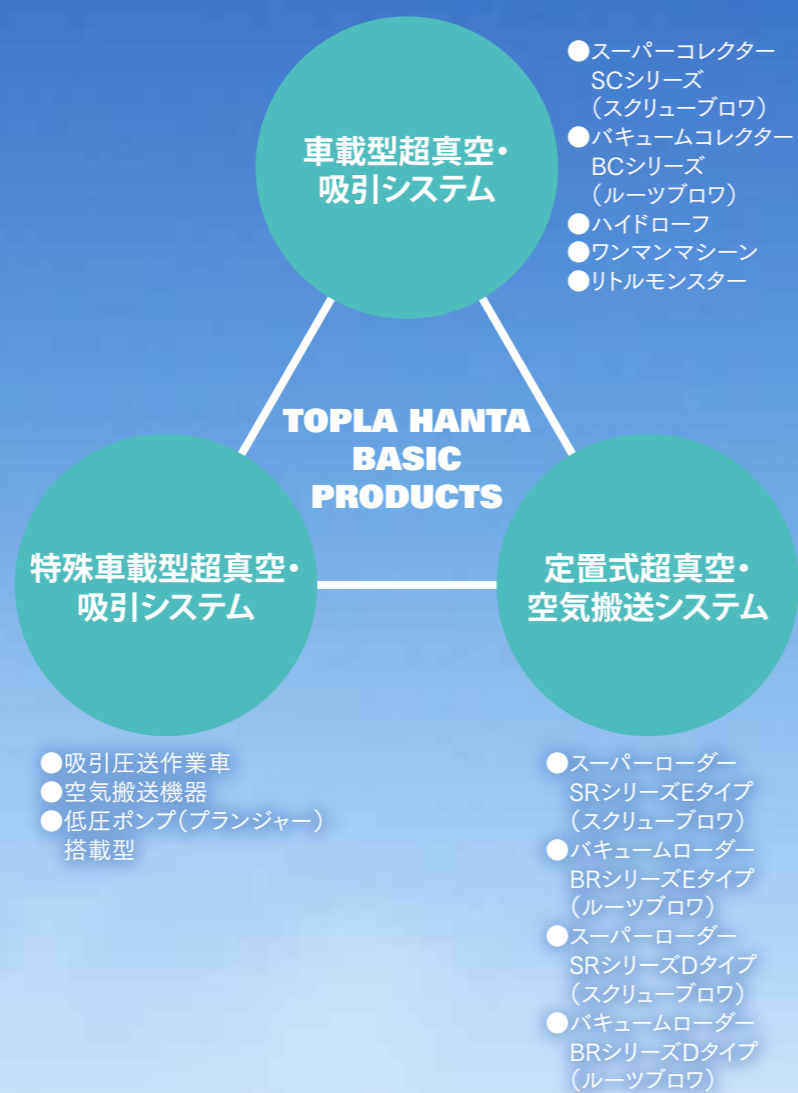 車載型超真空・
吸引システム
●スーパーコレクター
SCシリーズ
（スクリューブロワ）
●バキュームコレクター
BCシリーズ
（ルーツブロワ）
●ハイドローフ
●ワンマンマシーン
●リトルモンスター
TOPLA HANTA
BASIC
PRODUCTS
特殊車載型超真空・
吸引システム
●吸引圧送作業車
●空気搬送機器
●低圧ポンプ（プランジャー）
搭載型
定置式超真空・
空気搬送システム
●スーパーローダー
SRシリーズEタイプ
（スクリューブロワ）
●バキュームローダー
BRシリーズEタイプ
（ルーツブロワ）
●スーパーローダー
SRシリーズDタイプ
（スクリューブロワ）
●バキュームローダー
BRシリーズDタイプ
（ルーツブロワ）